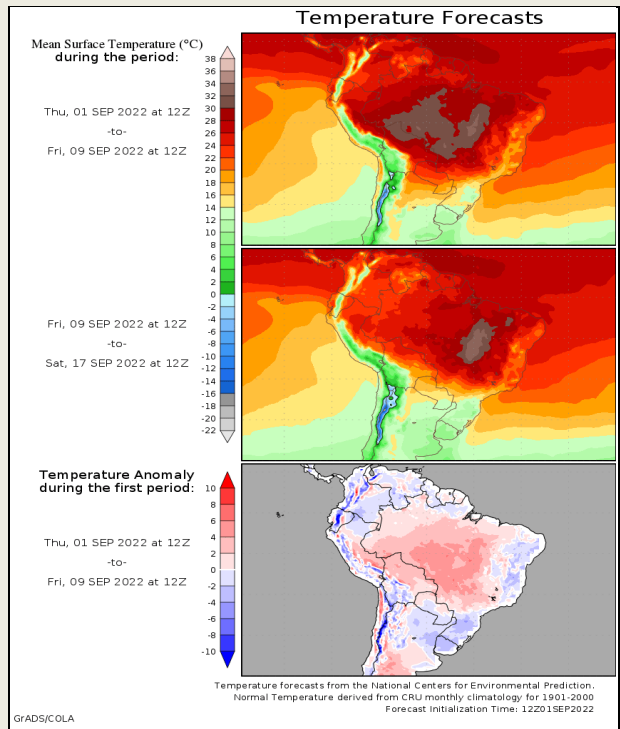 Temperature Forecasts
Mean Surface Temperature (°C)
during the period:
Thu, 01 SEP 2022 at 12Z
-to-
Fri, 09 SEP 2022 at 12Z
38
36
34
32
30
28
26
24
22
20
18
16
14
12
10
8
6
4
2
0
-2
-4
-6
-8
-10
-12
-14
-16
-18
-20
-22
Fri, 09 SEP 2022 at 12Z
-to-
Sat, 17 SEP 2022 at 12Z
Temperature Anomaly
during the first period:
Thu, 01 SEP 2022 at 12Z
-to-
Fri, 09 SEP 2022 at 12Z
10
8
6
4
2
0
-2
-4
-6
-8
-10
Temperature forecasts from the National Centers for Environmental Prediction.
Normal Temperature derived from CRU monthly climatology for 1901-2000
Forecast Initialization Time: 12Z01SEP2022
GrADS/COLA